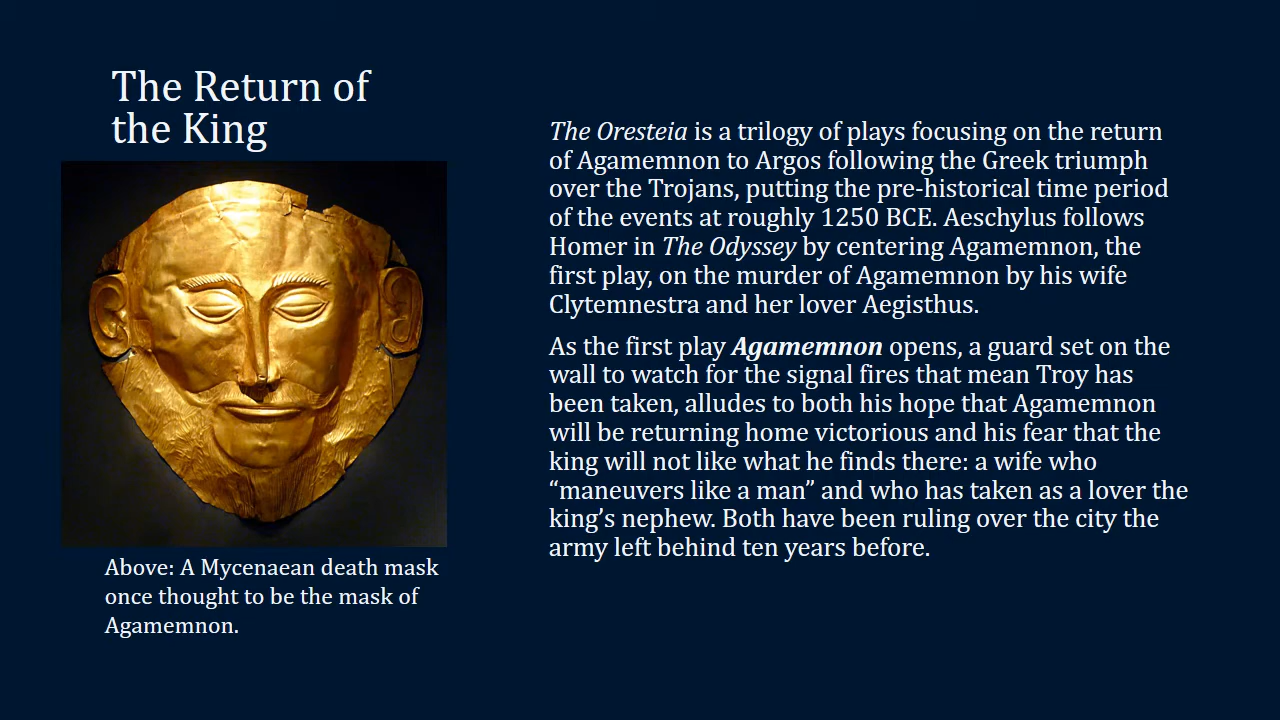 The Return of
the King
The Oresteia is a trilogy of plays focusing on the return
of Agamemnon to Argos following the Greek triumph
over the Trojans, putting the pre-historical time period
of the events at roughly 1250 BCE. Aeschylus follows
Homer in The Odyssey by centering Agamemnon, the
first play, on the murder of Agamemnon by his wife
Clytemnestra and her lover Aegisthus.
As the first play Agamemnon opens, a guard set on the
wall to watch for the signal fires that mean Troy has
been taken, alludes to both his hope that Agamemnon
will be returning home victorious and his fear that the
king will not like what he finds there: a wife who
“maneuvers like a man” and who has taken as a lover the
king’s nephew. Both have been ruling over the city the
army left behind ten years before.
Above: A Mycenaean death mask
once thought to be the mask of
Agamemnon.